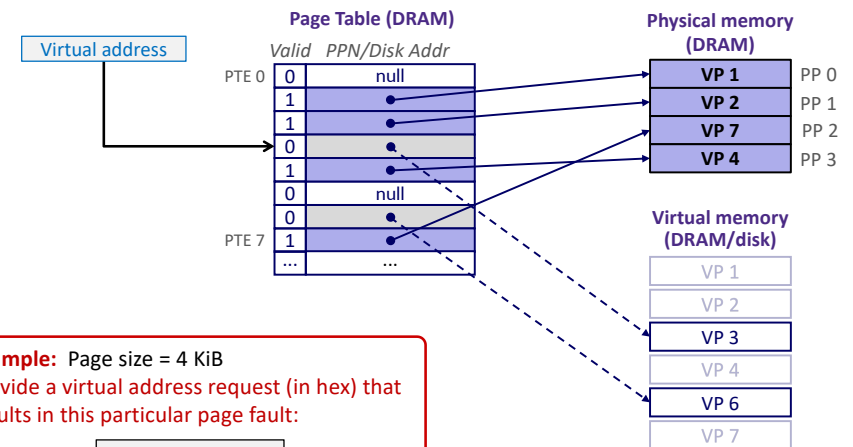 Page Table (DRAM)
Virtual address
Valid PPN/Disk Addr
PTE 0 0 null
1
1
0
1
0 null
0
PTE 7 1
... ...
Physical memory
(DRAM)
VP 1 PP 0
VP 2 PP 1
VP 7 PP 2
VP 4 PP 3
Virtual memory
(DRAM/disk)
VP 1
VP 2
VP 3
VP 4
VP 6
VP 7
mple: Page size = 4 KiB
vide a virtual address request (in hex) that
ults in this particular page fault: